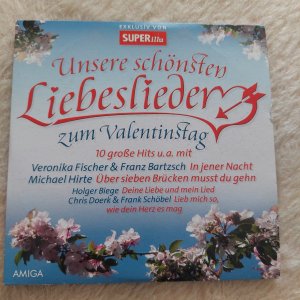 EXKLUSIV VON
SUPERillu
Unsere schönsten
Liebeslieder
zum Valentinstag
10 große Hits u.a. mit
Veronika Fischer & Franz Bartzsch In jener Nacht
Michael Hirte Über sieben Brücken musst du gehn
Holger Biege Deine Liebe und mein Lied
Chris Doerk & Frank Schöbel Lieb mich so,
wie dein Herz es mag
AMIGA